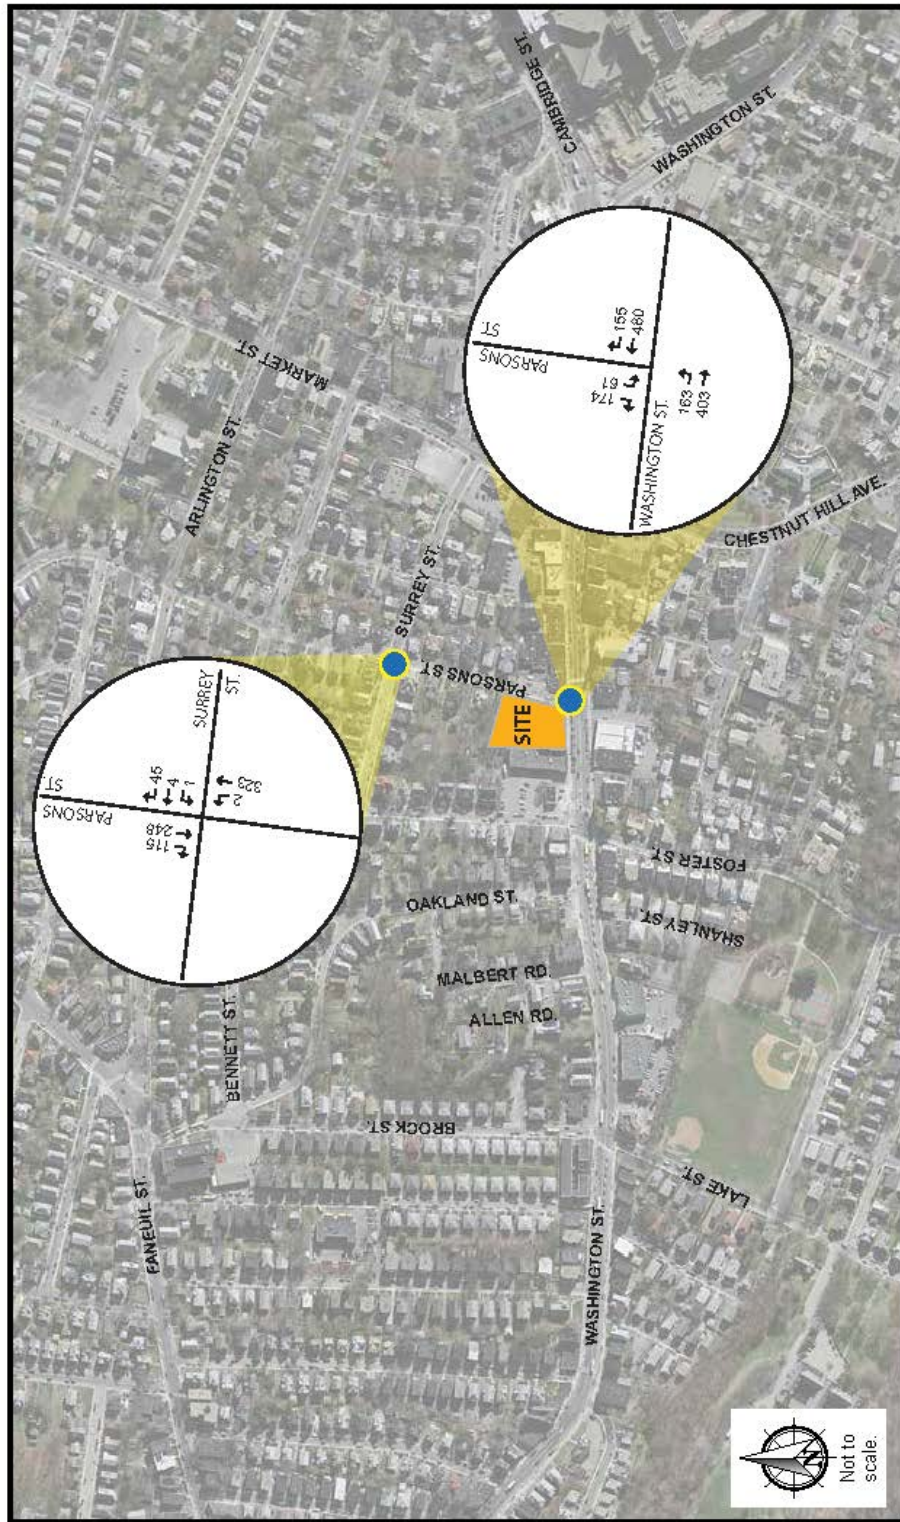 CAMBRIDGE ST.
WASHINGTON ST.
MARKET ST.
ARLINGTON ST.
SURREY ST.
PARSONS ST.
CHESTNUT HILL AVE.
SITE
FOSTER ST.
SHANLEY ST.
OAKLAND ST.
MALBERT RD.
ALLEN RD.
BENNETT ST.
BROCK ST.
LAKE ST.
FANEUIL ST.
WASHINGTON ST.
PARSONS
ST.
SURREY
ST.
115
248
45
4
1
2
323
PARSONS
ST.
WASHINGTON ST.
174
61
155
480
163
403
N
Not to
scale.